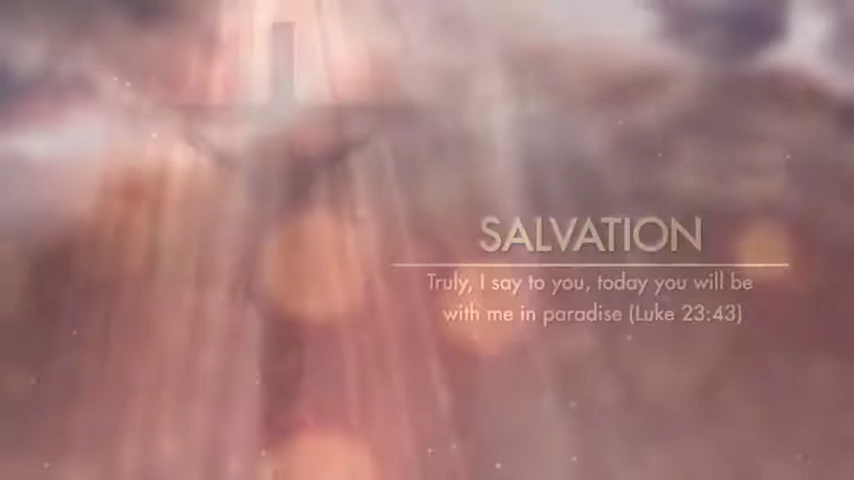 SALVATION
Truly, I say to you, today you will be
with me in paradise (Luke 23:43)